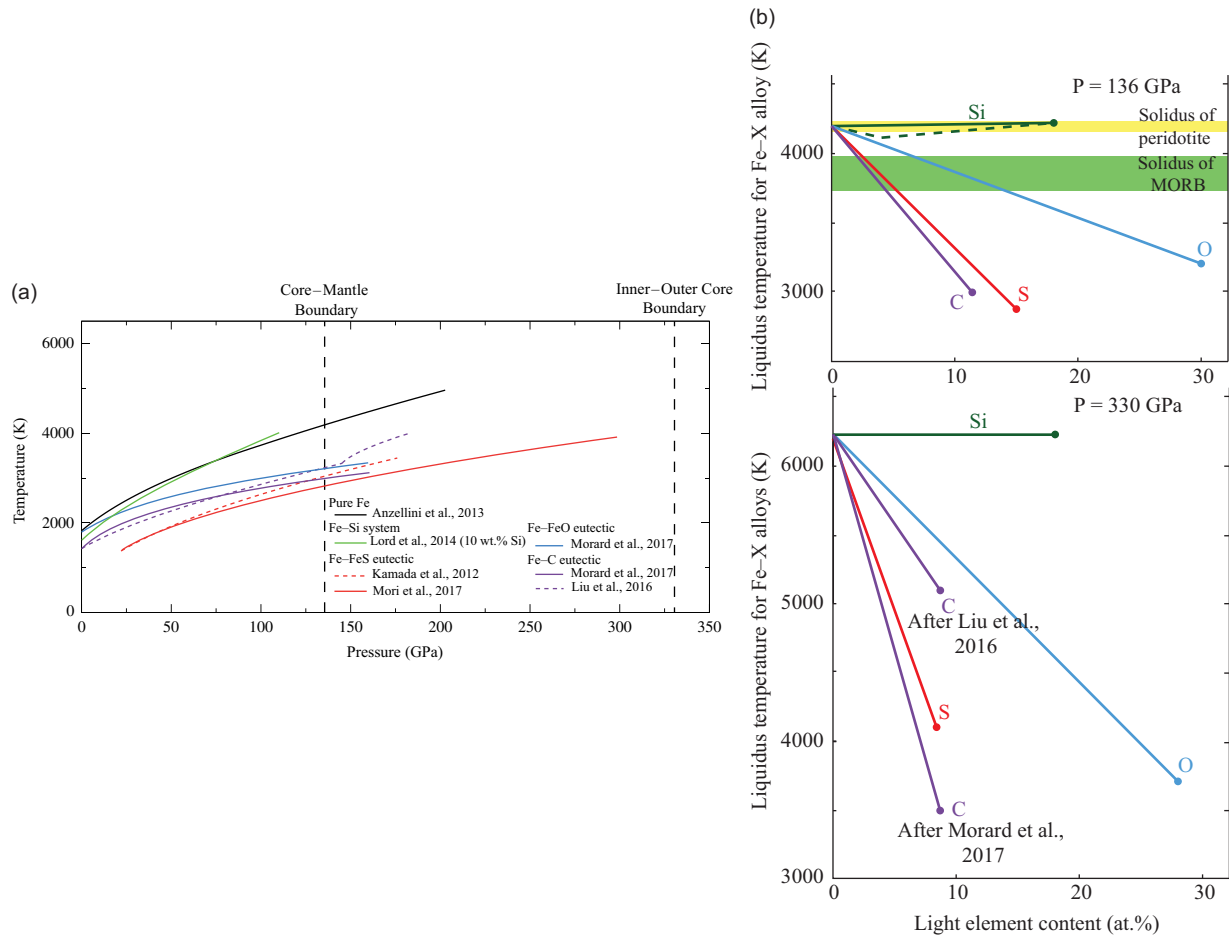 (a)
Core–Mantle
Boundary
Inner–Outer Core
Boundary
6000
4000
2000
0
Temperature (K)
Pure Fe
Anzellini et al., 2013
Fe–Si system
Lord et al., 2014 (10 wt.% Si)
Fe–FeS eutectic
Kamada et al., 2012
Mori et al., 2017
Fe–FeO eutectic
Morard et al., 2017
Fe–C eutectic
Morard et al., 2017
Liu et al., 2016
0 50 100 150 200 250 300 350
Pressure (GPa)
(b)
P = 136 GPa
Si
Solidus of
peridotite
Solidus of
MORB
4000
3000
O
C
S
Liquidus temperature for Fe–X alloy (K)
0 10 20 30
P = 330 GPa
Si
6000
5000
4000
3000
C
After Liu et al.,
2016
S
O
C
After Morard et al.,
2017
Liquidus temperature for Fe–X alloys (K)
0 10 20 30
Light element content (at.%)